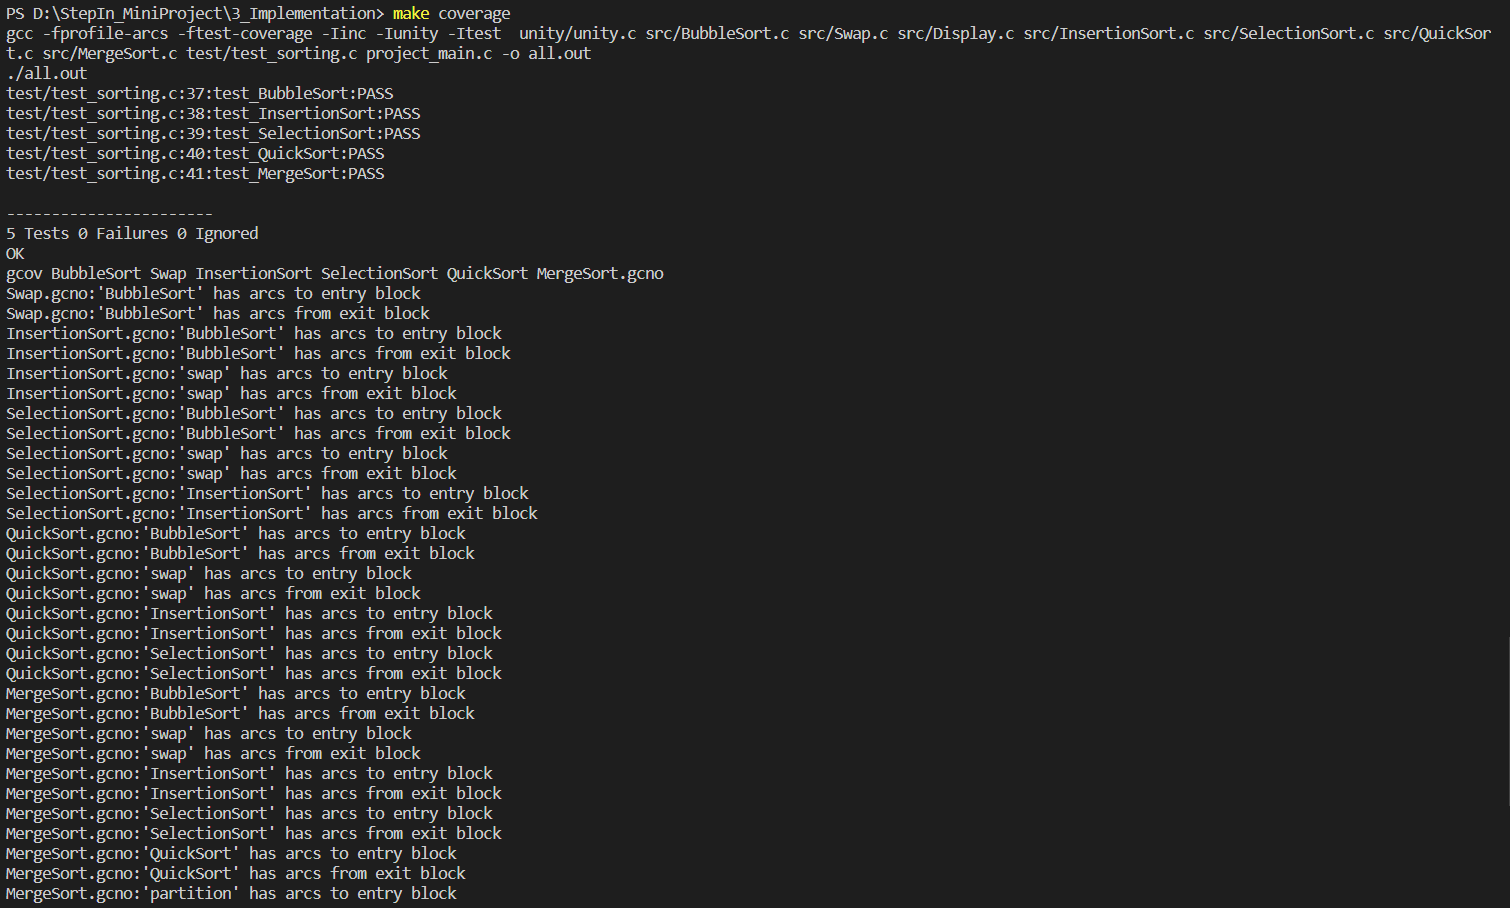 PS D:\StepIn_MiniProject\3_Implementation> make coverage
gcc -fprofile-arcs -ftest-coverage -Iinc -Iunity -Itest  unity/unity.c src/BubbleSort.c src/Swap.c src/Display.c src/InsertionSort.c src/SelectionSort.c src/QuickSor
t.c src/MergeSort.c test/test_sorting.c project_main.c -o all.out
./all.out
test/test_sorting.c:37:test_BubbleSort:PASS
test/test_sorting.c:38:test_InsertionSort:PASS
test/test_sorting.c:39:test_SelectionSort:PASS
test/test_sorting.c:40:test_QuickSort:PASS
test/test_sorting.c:41:test_MergeSort:PASS
-----------------------
5 Tests 0 Failures 0 Ignored
OK
gcov BubbleSort Swap InsertionSort SelectionSort QuickSort MergeSort.gcno
Swap.gcno:'BubbleSort' has arcs to entry block
Swap.gcno:'BubbleSort' has arcs from exit block
InsertionSort.gcno:'BubbleSort' has arcs to entry block
InsertionSort.gcno:'BubbleSort' has arcs from exit block
InsertionSort.gcno:'swap' has arcs to entry block
InsertionSort.gcno:'swap' has arcs from exit block
SelectionSort.gcno:'BubbleSort' has arcs to entry block
SelectionSort.gcno:'BubbleSort' has arcs from exit block
SelectionSort.gcno:'swap' has arcs to entry block
SelectionSort.gcno:'swap' has arcs from exit block
SelectionSort.gcno:'InsertionSort' has arcs to entry block
SelectionSort.gcno:'InsertionSort' has arcs from exit block
QuickSort.gcno:'BubbleSort' has arcs to entry block
QuickSort.gcno:'BubbleSort' has arcs from exit block
QuickSort.gcno:'swap' has arcs to entry block
QuickSort.gcno:'swap' has arcs from exit block
QuickSort.gcno:'InsertionSort' has arcs to entry block
QuickSort.gcno:'InsertionSort' has arcs from exit block
QuickSort.gcno:'SelectionSort' has arcs to entry block
QuickSort.gcno:'SelectionSort' has arcs from exit block
MergeSort.gcno:'BubbleSort' has arcs to entry block
MergeSort.gcno:'BubbleSort' has arcs from exit block
MergeSort.gcno:'swap' has arcs to entry block
MergeSort.gcno:'swap' has arcs from exit block
MergeSort.gcno:'InsertionSort' has arcs to entry block
MergeSort.gcno:'InsertionSort' has arcs from exit block
MergeSort.gcno:'SelectionSort' has arcs to entry block
MergeSort.gcno:'SelectionSort' has arcs from exit block
MergeSort.gcno:'QuickSort' has arcs to entry block
MergeSort.gcno:'QuickSort' has arcs from exit block
MergeSort.gcno:'partition' has arcs to entry block